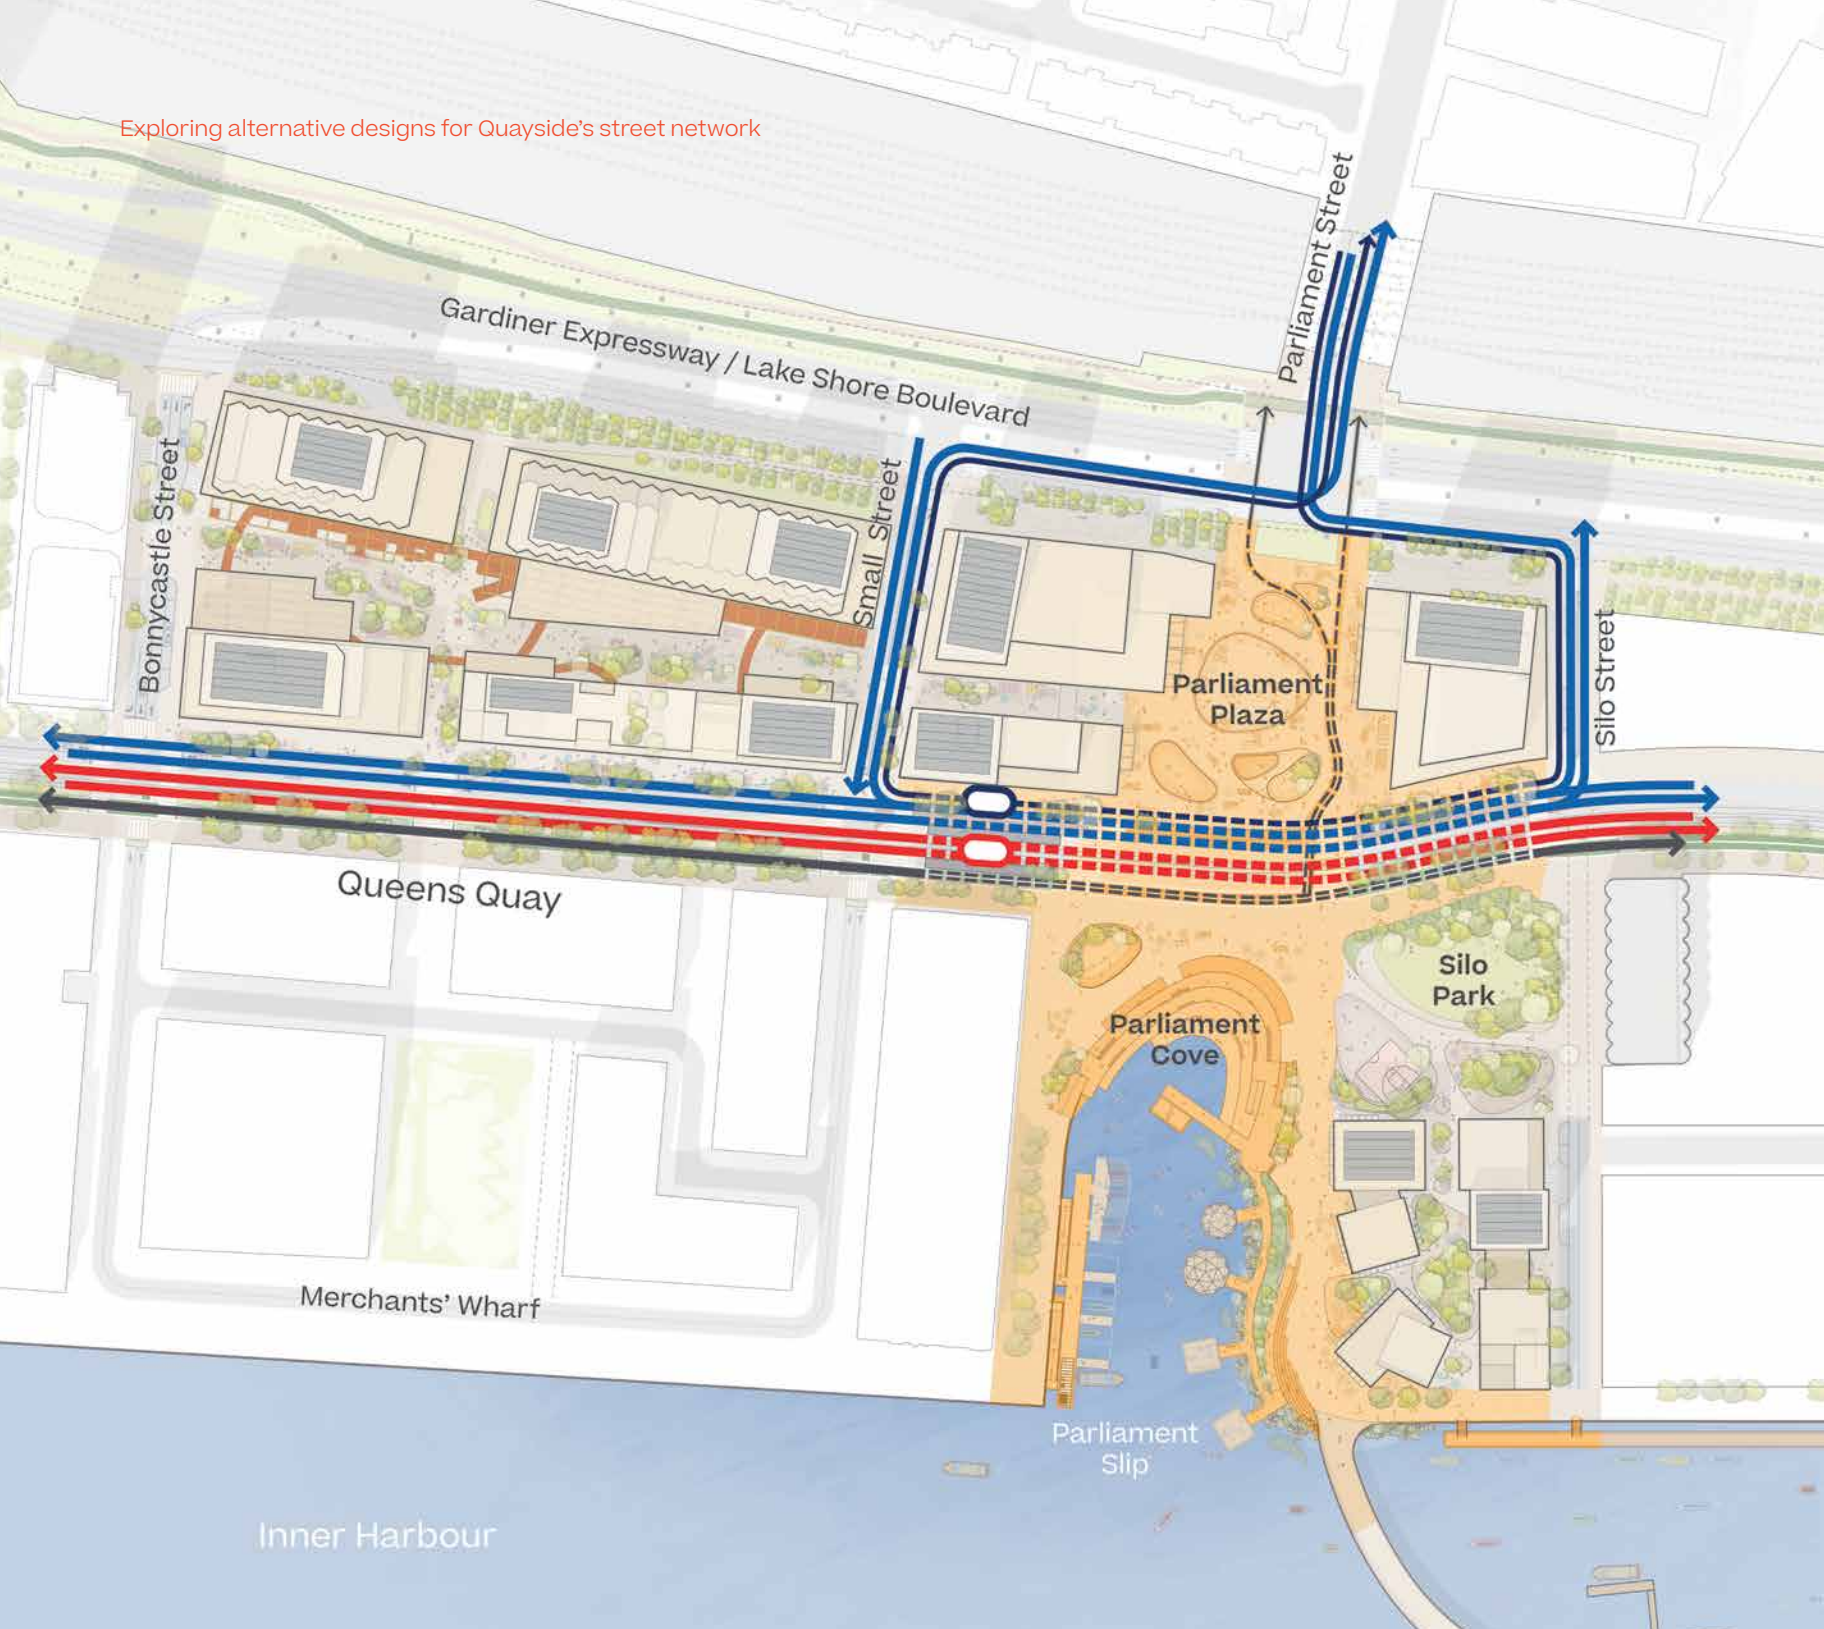 Exploring alternative designs for Quayside's street network
Parliament Street
Gardiner Expressway / Lake Shore Boulevard
Bonnycastle Street
Small Street
Silo Street
Parliament
Plaza
Queens Quay
Silo
Park
Parliament
Cove
Merchants' Wharf
Parliament
Slip
Inner Harbour